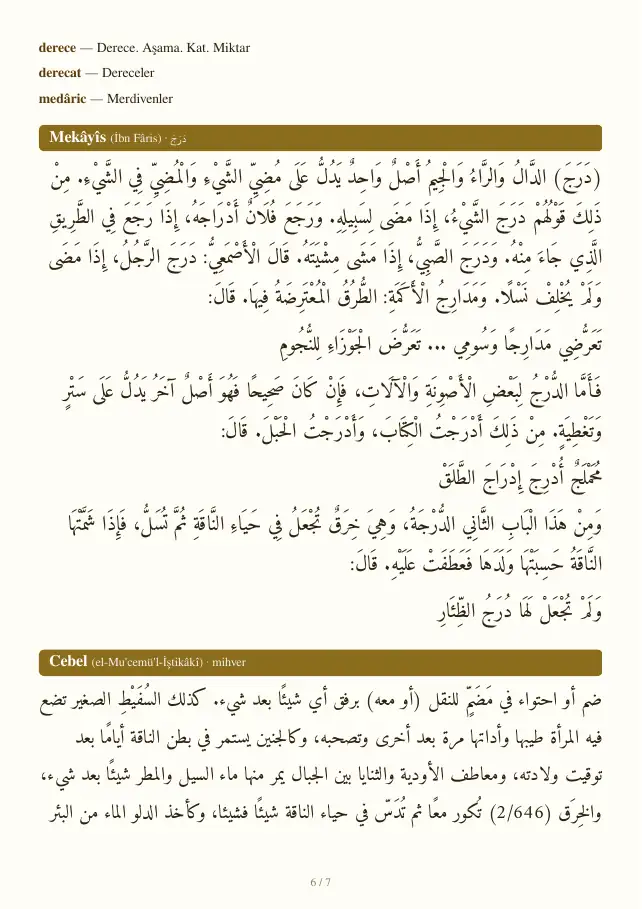 derece — Derece. Aşama. Kat. Miktar
derecat — Dereceler
medâric — Merdivenler
Mekâyîs (İbn Fâris) · دَرَجَ
(دَرَجَ) الدَّالُ وَالرَّاءُ وَالْجِيمُ أَصْلٌ وَاحِدٌ يَدُلُّ عَلَى مُضِيِّ الشَّيْءِ وَالْمُضِيِّ فِي الشَّيْءِ. مِنْ
ذَلِكَ قَوْلُهُمْ دَرَجَ الشَّيْءُ، إِذَا مَضَى لِسَبِيلِهِ. وَرَجَعَ فُلَانٌ أَدْرَاجَهُ، إِذَا رَجَعَ فِي الطَّرِيقِ
الَّذِي جَاءَ مِنْهُ. وَدَرَجَ الصَّبِيُّ، إِذَا مَشَى مِشْيَتَهُ. قَالَ الْأَصْمَعِيُّ: دَرَجَ الرَّجُلُ، إِذَا مَضَى
وَلَمْ يُخْلِفْ نَسْلًا. وَمَدَارِجُ الْأَكَمَةِ: الطُّرُقُ الْمُعْتَرِضَةُ فِيهَا. قَالَ:
تَعَرَّضِي مَدَارِجًا وَسُومِي ... تَعَرُّضَ الْجَوْزَاءِ لِلنُّجُومِ
فَأَمَّا الدُّرْجُ لِبَعْضِ الْأَصْوِنَةِ وَالْآلَاتِ، فَإِنْ كَانَ صَحِيحًا فَهُوَ أَصْلٌ آخَرُ يَدُلُّ عَلَى سَتْرٍ
وَتَغْطِيَةٍ. مِنْ ذَلِكَ أَدْرَجْتُ الْكِتَابَ، وَأَدْرَجْتُ الْحَبْلَ. قَالَ:
مُحَمْلَجٌ أُدْرِجَ إِدْرَاجَ الطَّلَقْ
وَمِنْ هَذَا الْبَابِ الثَّانِي الدُّرْجَةُ، وَهِيَ خِرَقٌ تُجْعَلُ فِي حَيَاءِ النَّاقَةِ ثُمَّ تُسَلُّ، فَإِذَا شَمَّتْهَا
النَّاقَةُ حَسِبَتْهَا وَلَدَهَا فَعَطَفَتْ عَلَيْهِ. قَالَ:
وَلَمْ تُجْعَلْ لَهَا دُرَجُ الظِّئَارِ
Cebel (el-Mu'cemü'l-İştikâkî) · mihver
ضم أو احتواء في مَضَمٍّ للنقل (أو معه) برفق أي شيئًا بعد شيء. كذلك السُفَيْطِ الصغير تضع
فيه المرأة طيبها وأداتها مرة بعد أخرى وتصحبه، وكالجنين يستمر في بطن الناقة أيامًا بعد
توقيت ولادته، ومعاطف الأودية والثنايا بين الجبال يمر منها ماء السيل والمطر شيئًا بعد شيء،
والخِرَق (2/646) تُكور معًا ثم تُدَسّ في حياء الناقة شيئًا فشيئا، وكأخذ الدلو الماء من البئر
6 / 7